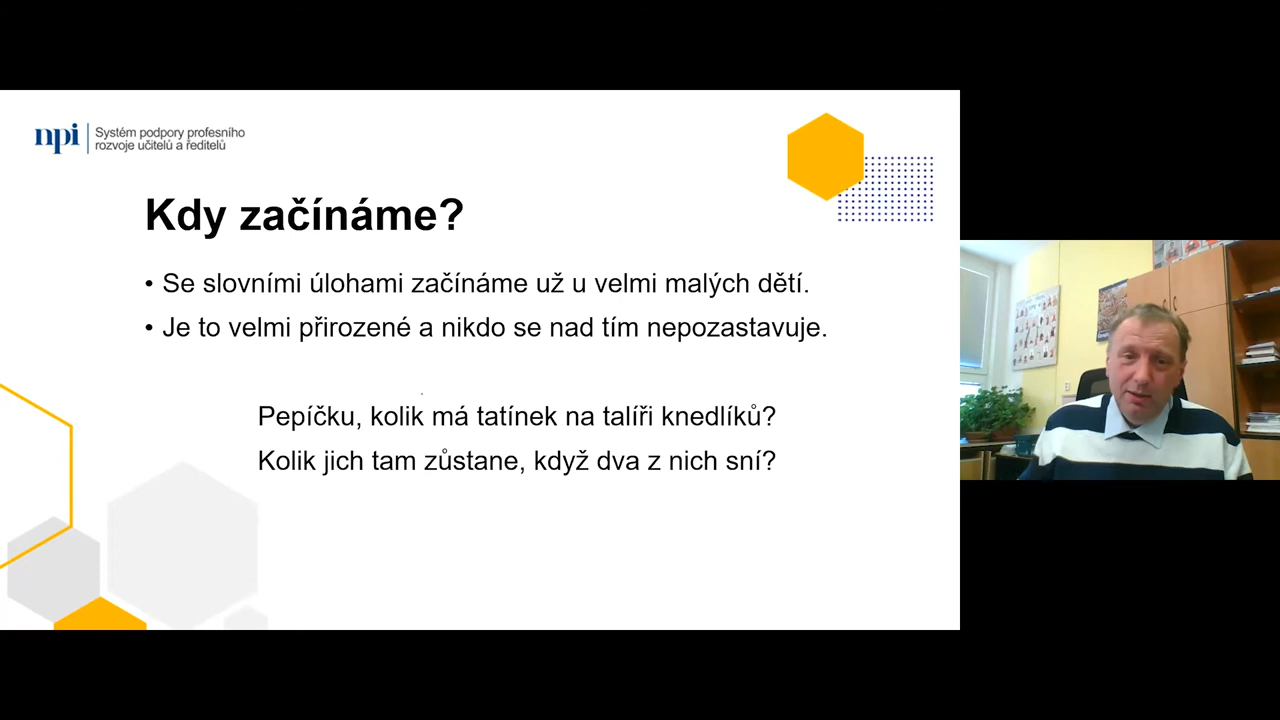 npi
Systém podpory profesního
rozvoje učitelů a ředitelů
Kdy začínáme?
• Se slovními úlohami začínáme už u velmi malých dětí.
• Je to velmi přirozené a nikdo se nad tím nepozastavuje.
Pepíčku, kolik má tatínek na talíři knedlíků?
Kolik jich tam zůstane, když dva z nich sní?